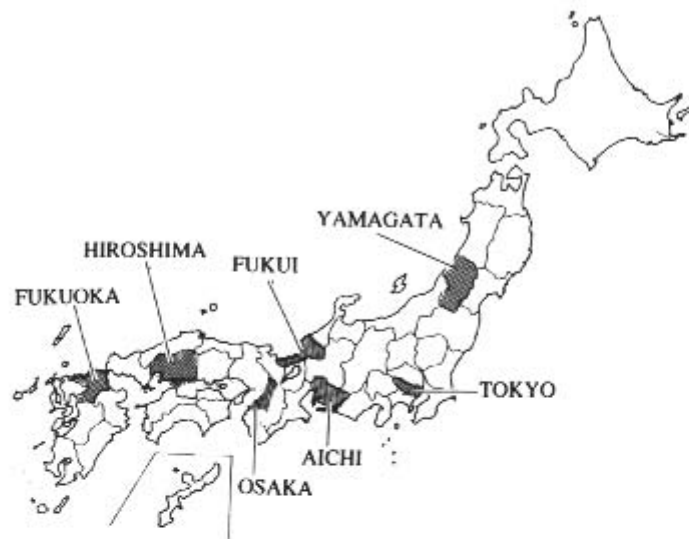 YAMAGATA
HIROSHIMA
FUKUI
FUKUOKA
TOKYO
AICHI
OSAKA